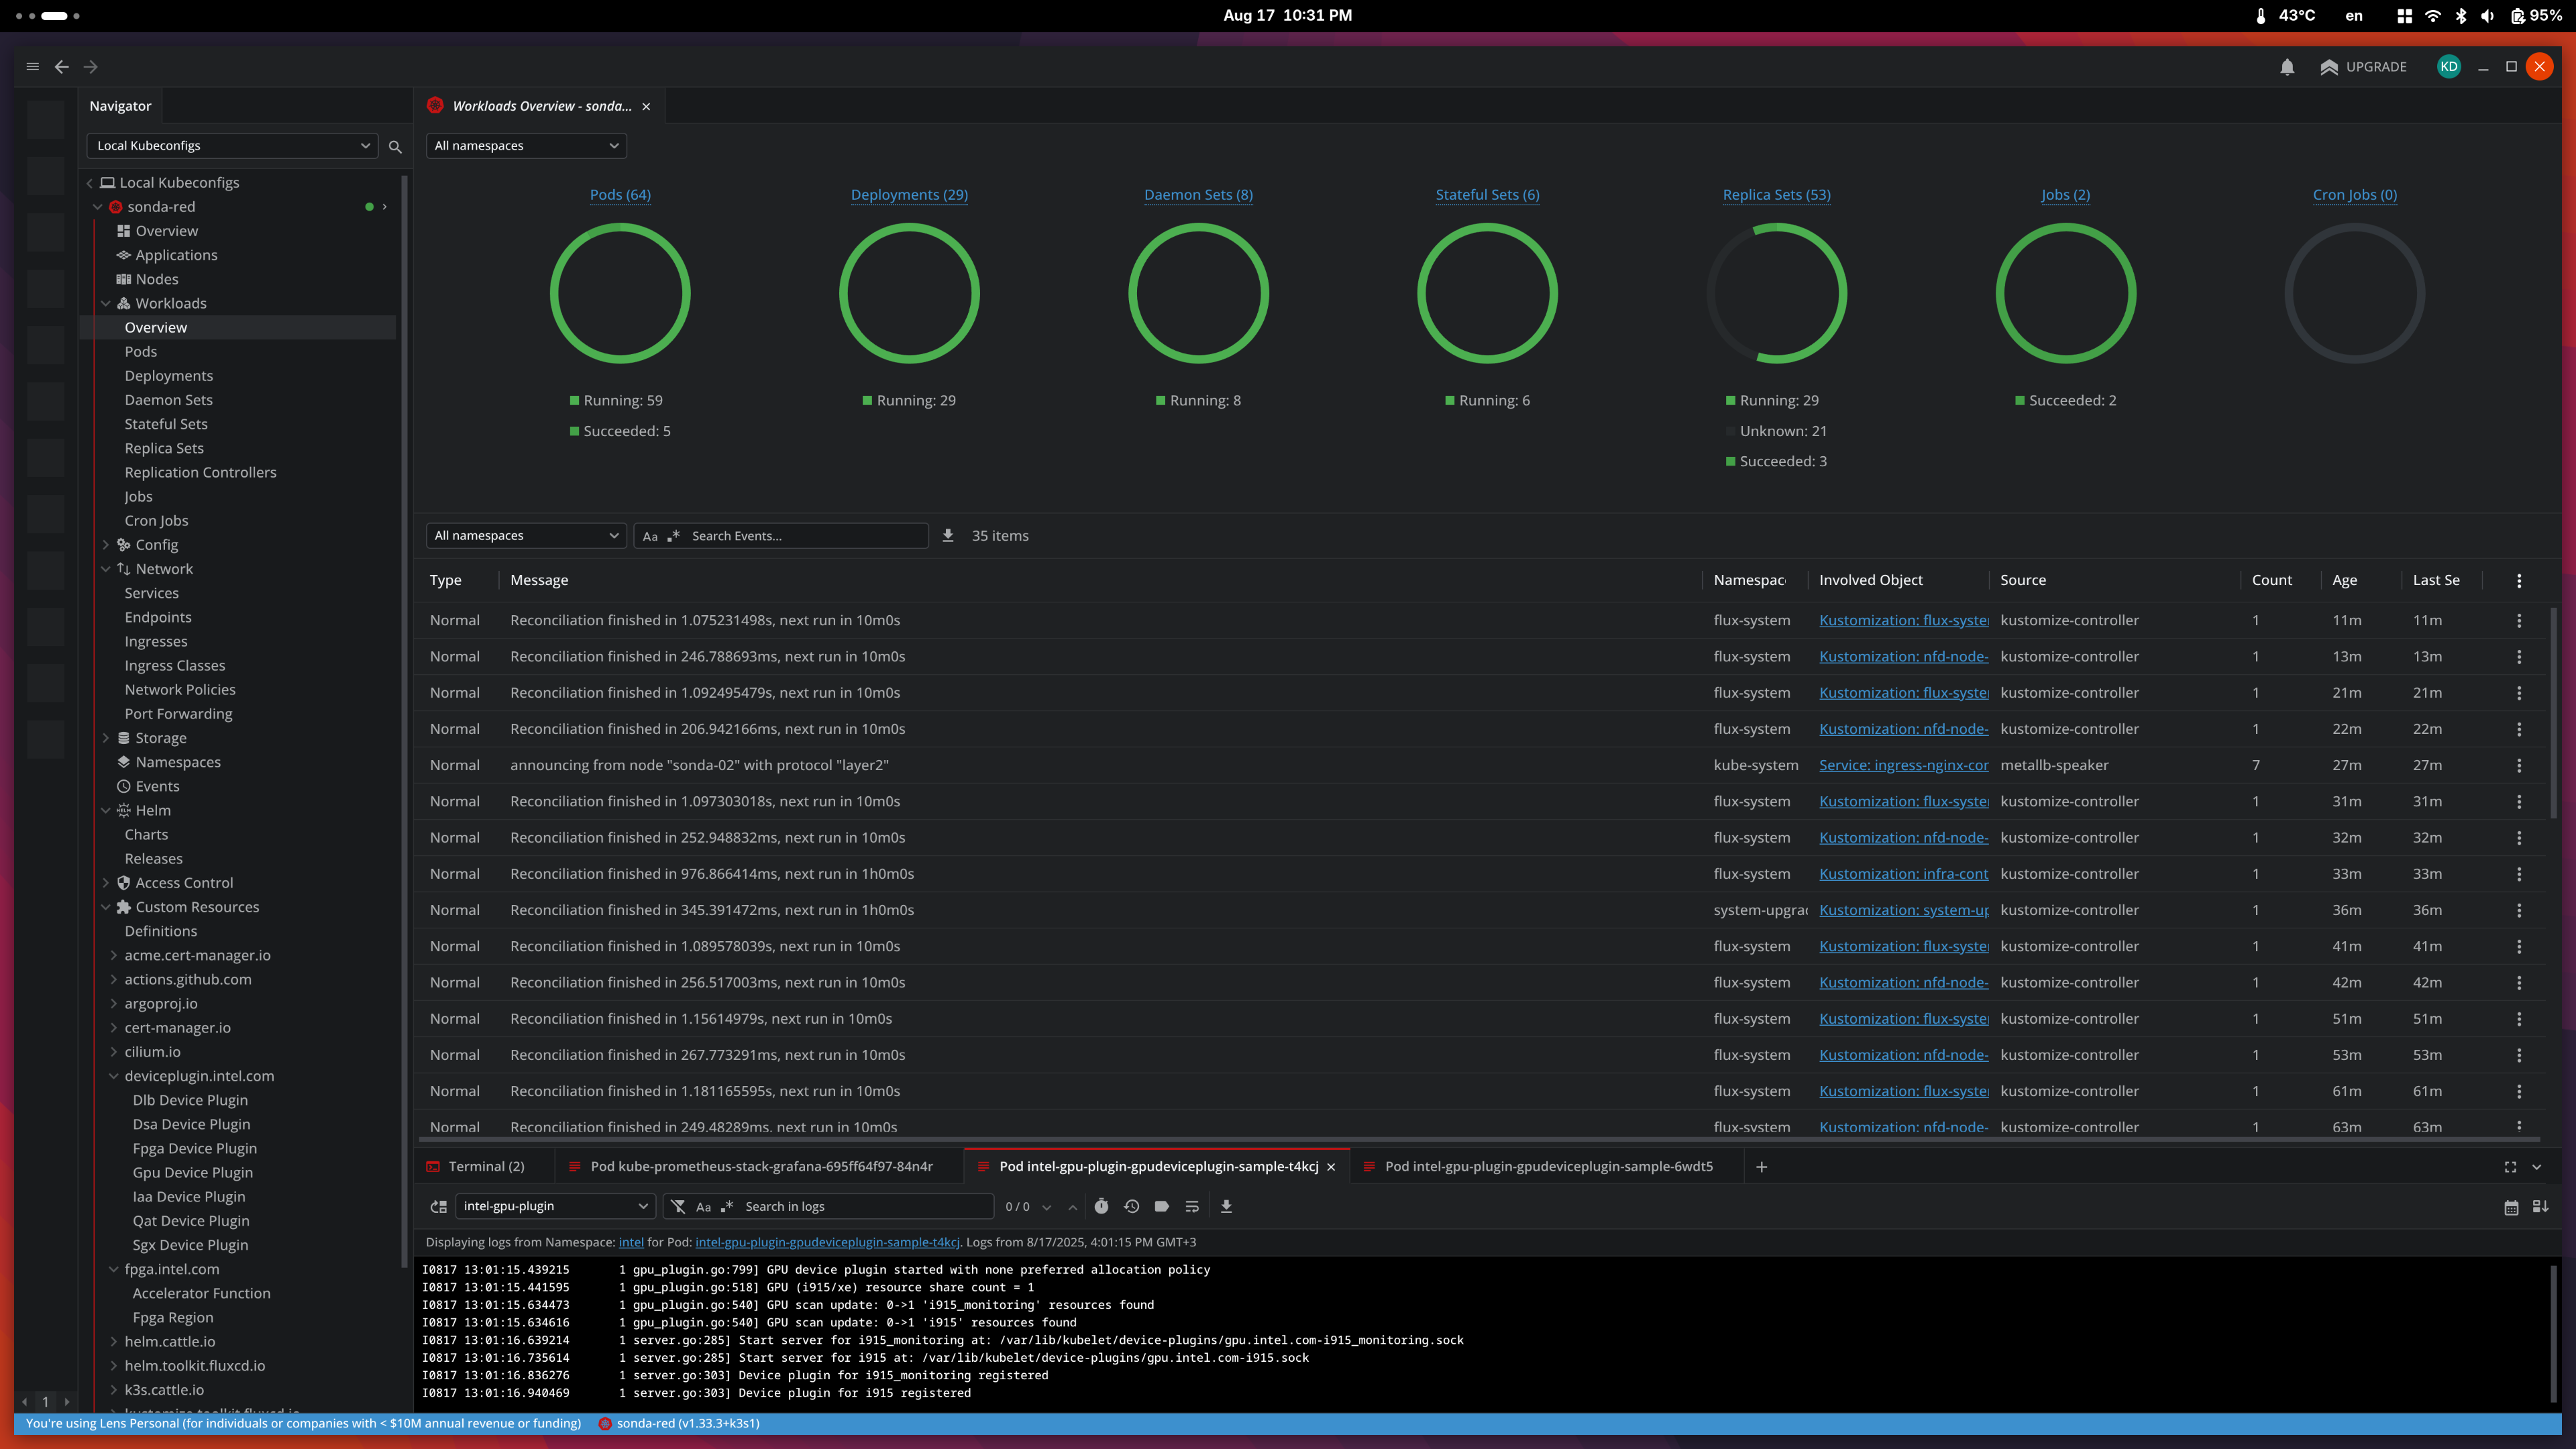 Aug 17 10:31 PM
43°C en 95%
UPGRADE KD
Navigator
Local Kubeconfigs
Local Kubeconfigs
sonda-red
Overview
Applications
Nodes
Workloads
Overview
Pods
Deployments
Daemon Sets
Stateful Sets
Replica Sets
Replication Controllers
Jobs
Cron Jobs
Config
Network
Services
Endpoints
Ingresses
Ingress Classes
Network Policies
Port Forwarding
Storage
Namespaces
Events
Helm
Charts
Releases
Access Control
Custom Resources
Definitions
acme.cert-manager.io
actions.github.com
argoproj.io
cert-manager.io
cilium.io
deviceplugin.intel.com
Dlb Device Plugin
Dsa Device Plugin
Fpga Device Plugin
Gpu Device Plugin
Iaa Device Plugin
Qat Device Plugin
Sgx Device Plugin
fpga.intel.com
Accelerator Function
Fpga Region
helm.cattle.io
helm.toolkit.fluxcd.io
k3s.cattle.io
1
Workloads Overview - sonda...
All namespaces
Pods (64) Deployments (29) Daemon Sets (8) Stateful Sets (6) Replica Sets (53) Jobs (2) Cron Jobs (0)
Running: 59 Running: 29 Running: 8 Running: 6 Running: 29 Succeeded: 2
Succeeded: 5 Unknown: 21
Succeeded: 3
All namespaces Aa .* Search Events... 35 items
Type Message Namespac Involved Object Source Count Age Last Se
Normal Reconciliation finished in 1.075231498s, next run in 10m0s flux-system Kustomization: flux-syste kustomize-controller 1 11m 11m
Normal Reconciliation finished in 246.788693ms, next run in 10m0s flux-system Kustomization: nfd-node- kustomize-controller 1 13m 13m
Normal Reconciliation finished in 1.092495479s, next run in 10m0s flux-system Kustomization: flux-syste kustomize-controller 1 21m 21m
Normal Reconciliation finished in 206.942166ms, next run in 10m0s flux-system Kustomization: nfd-node- kustomize-controller 1 22m 22m
Normal announcing from node "sonda-02" with protocol "layer2" kube-system Service: ingress-nginx-cor metallb-speaker 7 27m 27m
Normal Reconciliation finished in 1.097303018s, next run in 10m0s flux-system Kustomization: flux-syste kustomize-controller 1 31m 31m
Normal Reconciliation finished in 252.948832ms, next run in 10m0s flux-system Kustomization: nfd-node- kustomize-controller 1 32m 32m
Normal Reconciliation finished in 976.866414ms, next run in 1h0m0s flux-system Kustomization: infra-cont kustomize-controller 1 33m 33m
Normal Reconciliation finished in 345.391472ms, next run in 1h0m0s system-upgrac Kustomization: system-up kustomize-controller 1 36m 36m
Normal Reconciliation finished in 1.089578039s, next run in 10m0s flux-system Kustomization: flux-syste kustomize-controller 1 41m 41m
Normal Reconciliation finished in 256.517003ms, next run in 10m0s flux-system Kustomization: nfd-node- kustomize-controller 1 42m 42m
Normal Reconciliation finished in 1.15614979s, next run in 10m0s flux-system Kustomization: flux-syste kustomize-controller 1 51m 51m
Normal Reconciliation finished in 267.773291ms, next run in 10m0s flux-system Kustomization: nfd-node- kustomize-controller 1 53m 53m
Normal Reconciliation finished in 1.181165595s, next run in 10m0s flux-system Kustomization: flux-syste kustomize-controller 1 61m 61m
Normal Reconciliation finished in 249.48289ms, next run in 10m0s flux-system Kustomization: nfd-node- kustomize-controller 1 63m 63m
Terminal (2) Pod kube-prometheus-stack-grafana-695ff64f97-84n4r Pod intel-gpu-plugin-gpudeviceplugin-sample-t4kcj Pod intel-gpu-plugin-gpudeviceplugin-sample-6wdt5
intel-gpu-plugin Aa .* Search in logs 0 / 0
Displaying logs from Namespace: intel for Pod: intel-gpu-plugin-gpudeviceplugin-sample-t4kcj. Logs from 8/17/2025, 4:01:15 PM GMT+3
I0817 13:01:15.439215 1 gpu_plugin.go:799] GPU device plugin started with none preferred allocation policy
I0817 13:01:15.441595 1 gpu_plugin.go:518] GPU (i915/xe) resource share count = 1
I0817 13:01:15.634473 1 gpu_plugin.go:540] GPU scan update: 0->1 'i915_monitoring' resources found
I0817 13:01:15.634616 1 gpu_plugin.go:540] GPU scan update: 0->1 'i915' resources found
I0817 13:01:16.639214 1 server.go:285] Start server for i915_monitoring at: /var/lib/kubelet/device-plugins/gpu.intel.com-i915_monitoring.sock
I0817 13:01:16.735614 1 server.go:285] Start server for i915 at: /var/lib/kubelet/device-plugins/gpu.intel.com-i915.sock
I0817 13:01:16.836276 1 server.go:303] Device plugin for i915_monitoring registered
I0817 13:01:16.940469 1 server.go:303] Device plugin for i915 registered
You're using Lens Personal (for individuals or companies with < $10M annual revenue or funding) sonda-red (v1.33.3+k3s1)